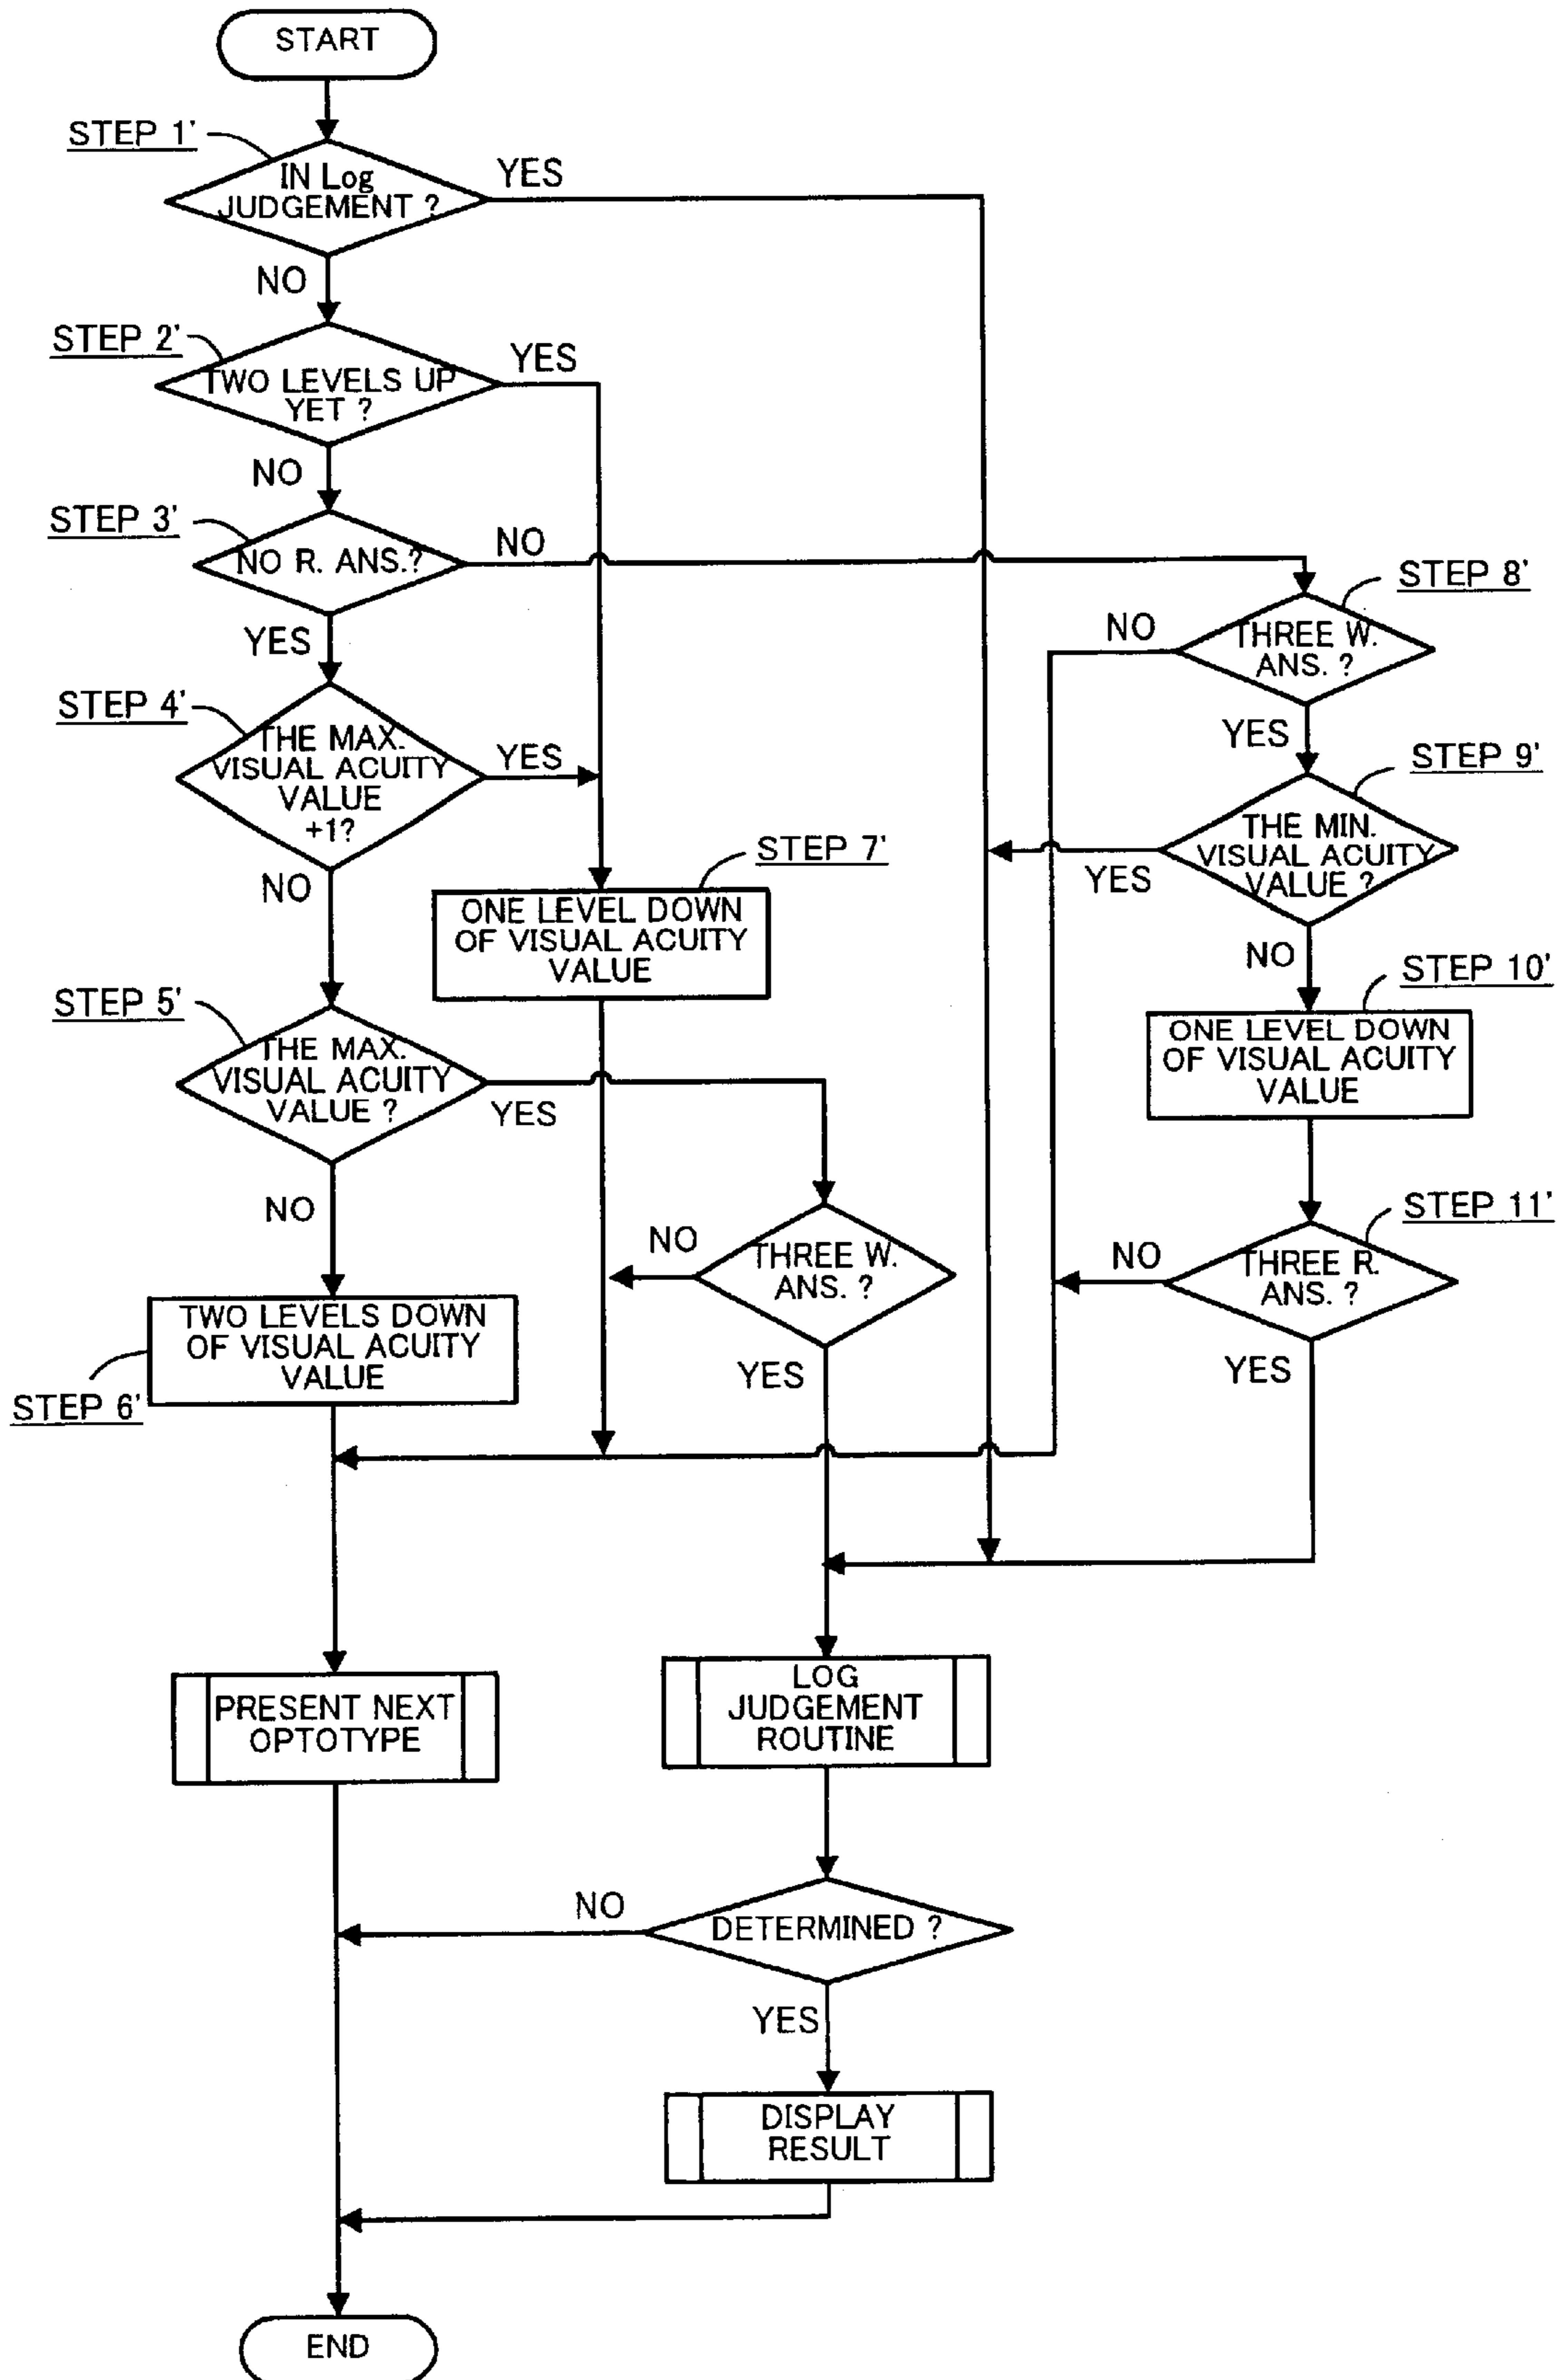 START
STEP 1'
IN Log
JUDGEMENT ?
YES
NO
STEP 2'
TWO LEVELS UP
YET ?
YES
NO
STEP 3'
NO R. ANS.?
NO
YES
STEP 4'
THE MAX.
VISUAL ACUITY
VALUE
+1?
YES
NO
STEP 7'
ONE LEVEL DOWN
OF VISUAL ACUITY
VALUE
STEP 5'
THE MAX.
VISUAL ACUITY
VALUE ?
YES
NO
THREE W.
ANS. ?
NO
YES
TWO LEVELS DOWN
OF VISUAL ACUITY
VALUE
STEP 6'
STEP 8'
THREE W.
ANS. ?
NO
YES
STEP 9'
THE MIN.
VISUAL ACUITY
VALUE ?
YES
NO
STEP 10'
ONE LEVEL DOWN
OF VISUAL ACUITY
VALUE
STEP 11'
THREE R.
ANS. ?
NO
YES
PRESENT NEXT
OPTOTYPE
LOG
JUDGEMENT
ROUTINE
DETERMINED ?
NO
YES
DISPLAY
RESULT
END